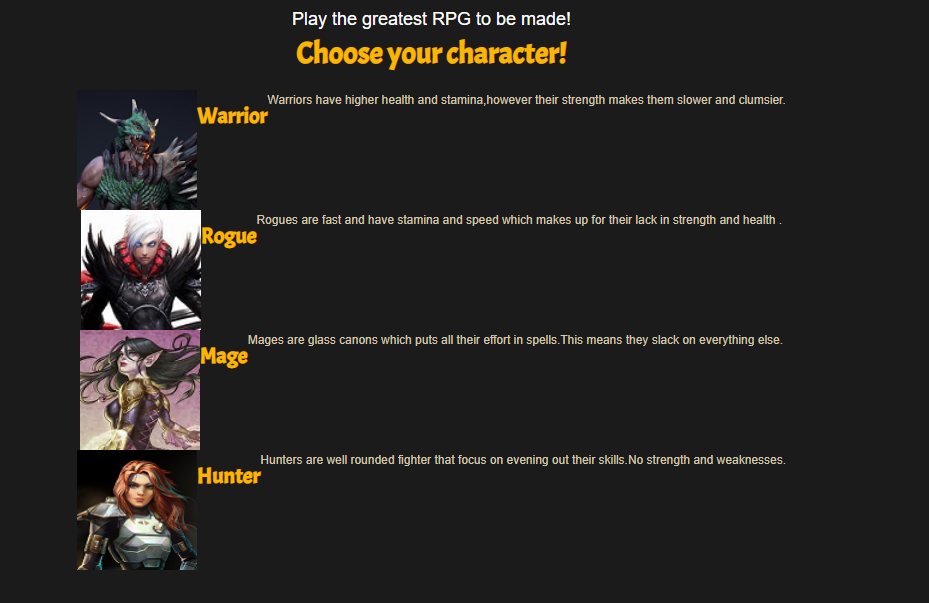 Play the greatest RPG to be made!
Choose your character!
Warriors have higher health and stamina,however their strength makes them slower and clumsier.
Warrior
Rogues are fast and have stamina and speed which makes up for their lack in strength and health .
Rogue
Mages are glass canons which puts all their effort in spells.This means they slack on everything else.
Mage
Hunters are well rounded fighter that focus on evening out their skills.No strength and weaknesses.
Hunter